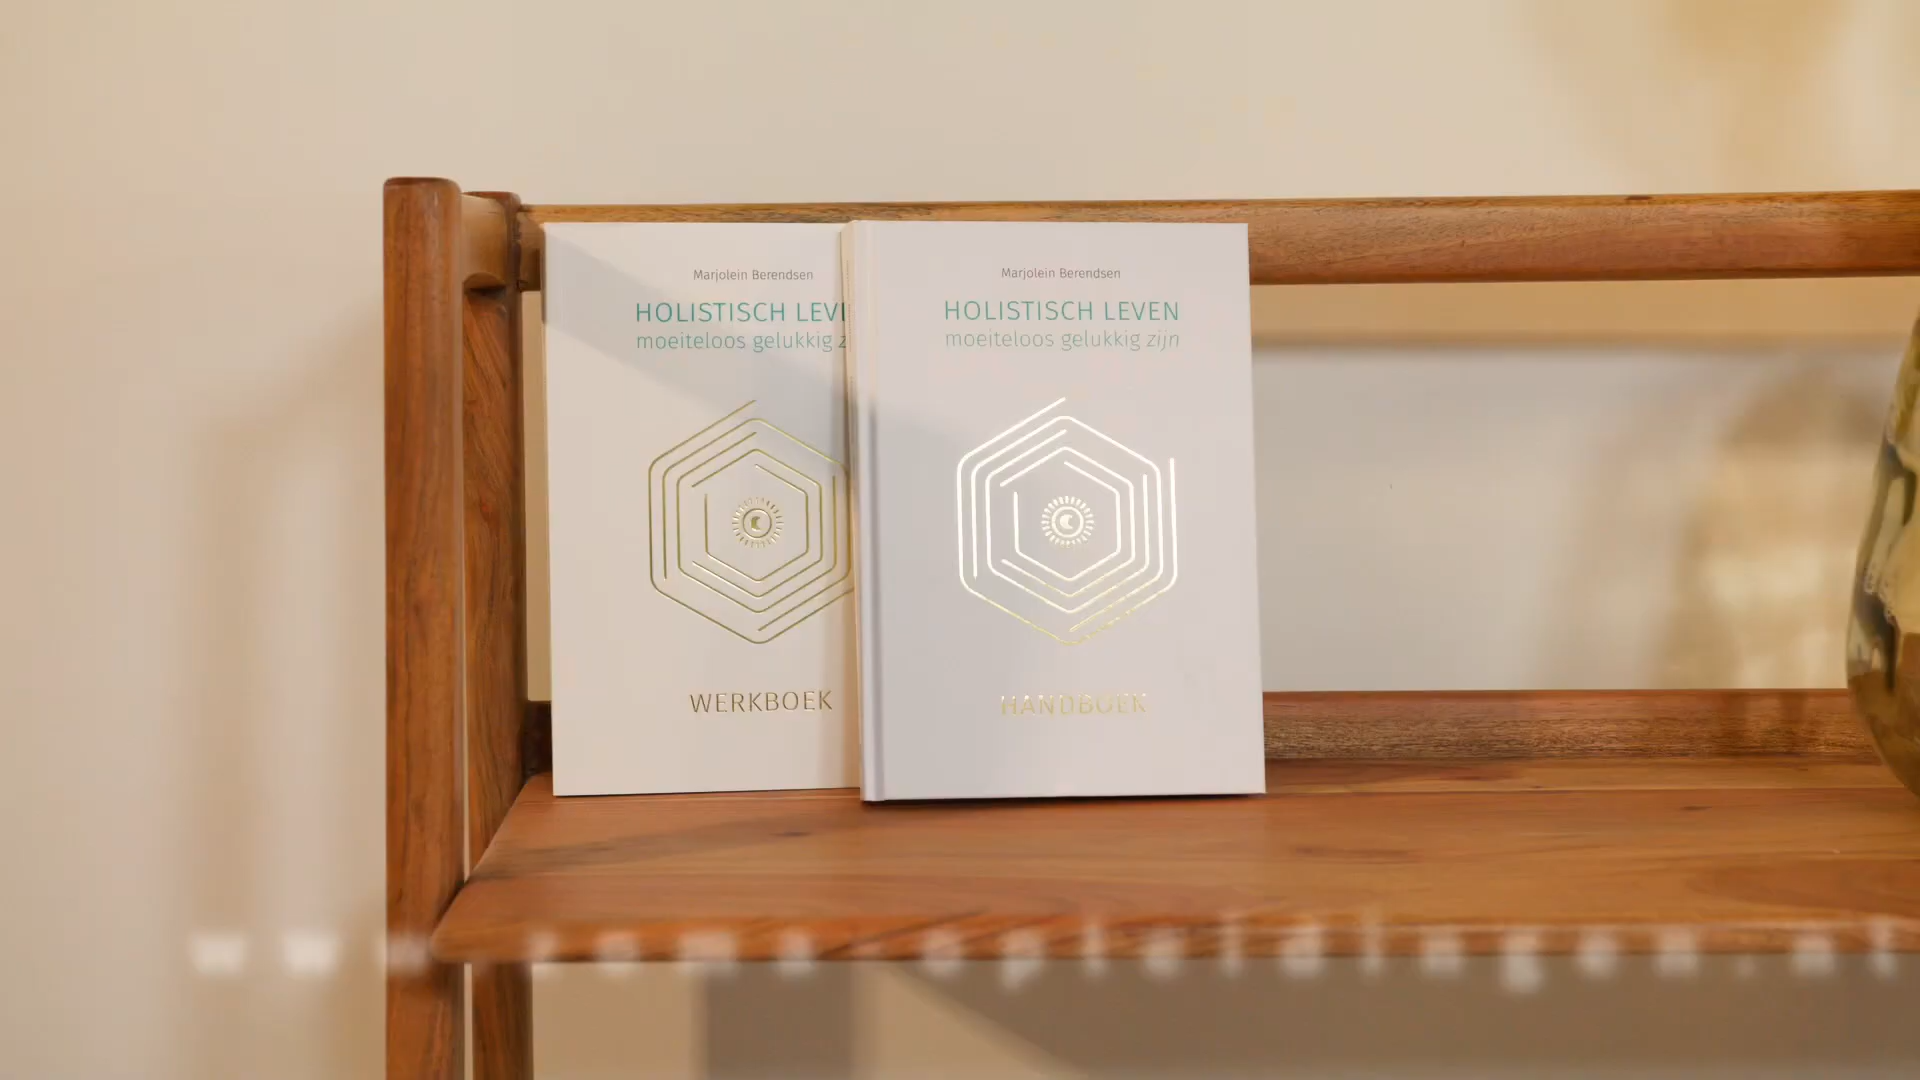 Marjolein Berendsen
HOLISTISCH LEVE
moeiteloos gelukkig z
WERKBOEK
Marjolein Berendsen
HOLISTISCH LEVEN
moeiteloos gelukkig zijn
HANDBOEK